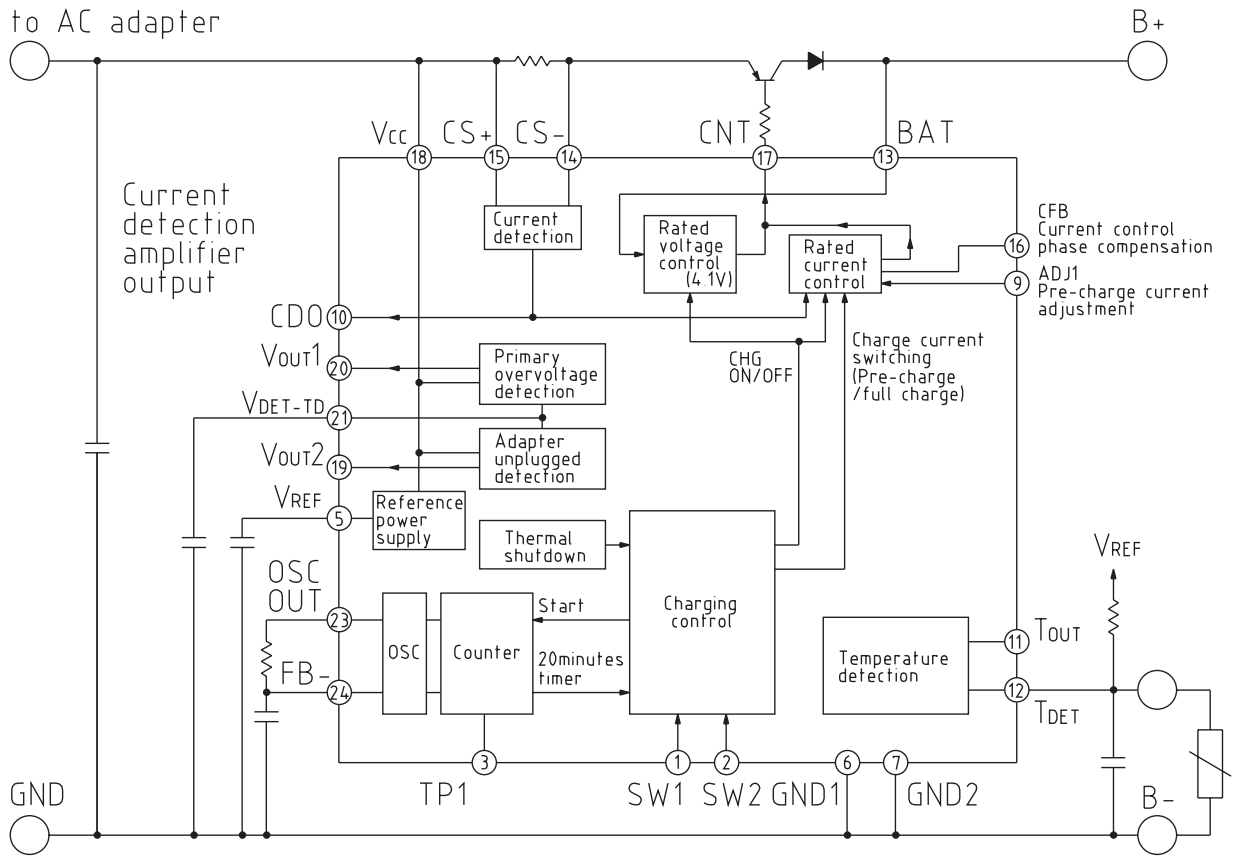 to AC adapter
B+
Vcc
CS+
CS-
CNT
BAT
18
15
14
17
13
Current
detection
amplifier
output
Current
detection
Rated
voltage
control
(4.1V)
Rated
current
control
16
CFB
Current control
phase compensation
9
ADJ1
Pre-charge current
adjustment
CDO
10
VOUT1
20
Primary
overvoltage
detection
CHG
ON/OFF
Charge current
switching
(Pre-charge
/full charge)
VDET-TD
21
VOUT2
19
Adapter
unplugged
detection
VREF
5
Reference
power
supply
Thermal
shutdown
VREF
OSC
OUT
23
FB-
24
OSC
Counter
Start
20minutes
timer
Charging
control
Temperature
detection
11
TOUT
12
TDET
3
1
2
6
7
TP1
SW1
SW2
GND1
GND2
GND
B-